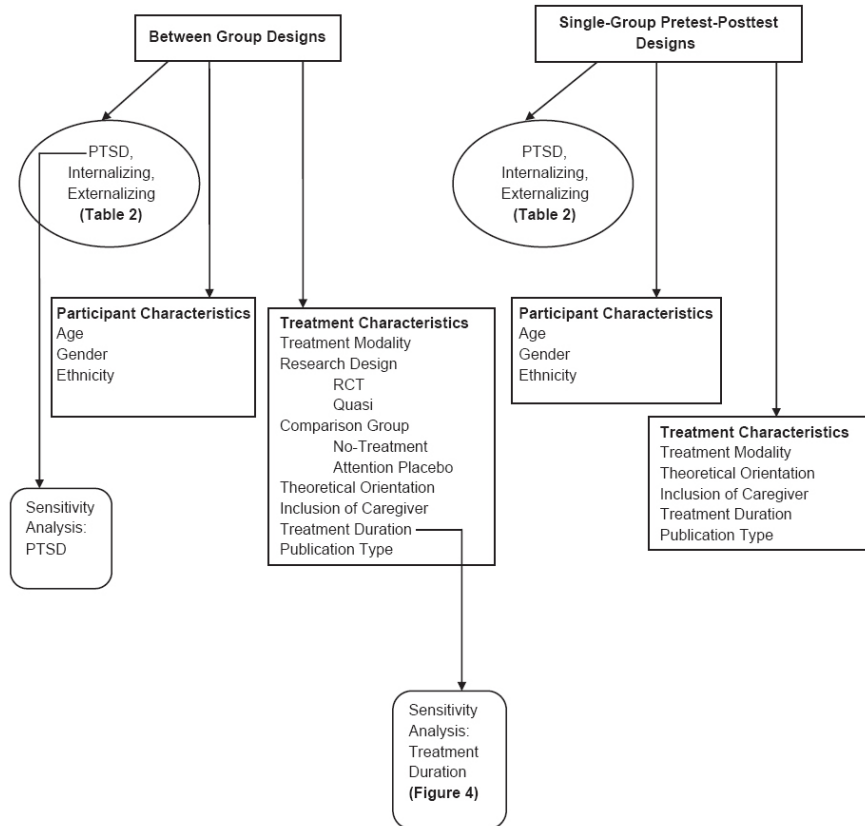 Between Group Designs
PTSD,
Internalizing,
Externalizing
(Table 2)
Participant Characteristics
Age
Gender
Ethnicity
Treatment Characteristics
Treatment Modality
Research Design
RCT
Quasi
Comparison Group
No-Treatment
Attention Placebo
Theoretical Orientation
Inclusion of Caregiver
Treatment Duration
Publication Type
Sensitivity
Analysis:
PTSD
Sensitivity
Analysis:
Treatment
Duration
(Figure 4)
Single-Group Pretest-Posttest
Designs
PTSD,
Internalizing,
Externalizing
(Table 2)
Participant Characteristics
Age
Gender
Ethnicity
Treatment Characteristics
Treatment Modality
Theoretical Orientation
Inclusion of Caregiver
Treatment Duration
Publication Type